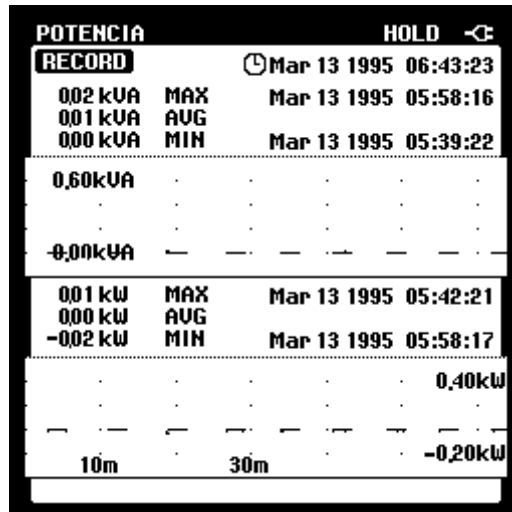 POTENCIA HOLD
RECORD Mar 13 1995 06:43:23
0,02 kVA MAX Mar 13 1995 05:58:16
0,01 kVA AVG
0,00 kVA MIN Mar 13 1995 05:39:22
0,60kVA
-0,00kVA
0,01 kW MAX Mar 13 1995 05:42:21
0,00 kW AVG
-0,02 kW MIN Mar 13 1995 05:58:17
0,40kW
-0,20kW
10m 30m